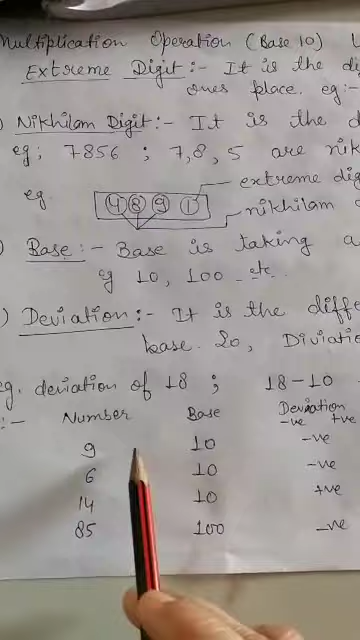 Multiplication Operation (Base 10)
Extreme Digit :- It is the
ones place. eg:-
) Nikhilam Digit :- It is the
eg; 7856 ; 7,8, 5 are
eg. 4 8 9 1 extreme
nikhilam
) Base :- Base is taking
eg 10, 100 etc..
) Deviation :- It is the
base. 20,
eg. deviation of 18 ; 18-10
:- Number Base Deviation
-ve +ve
9 10 -ve
6 10 -ve
14 10 +ve
85 100 -ve